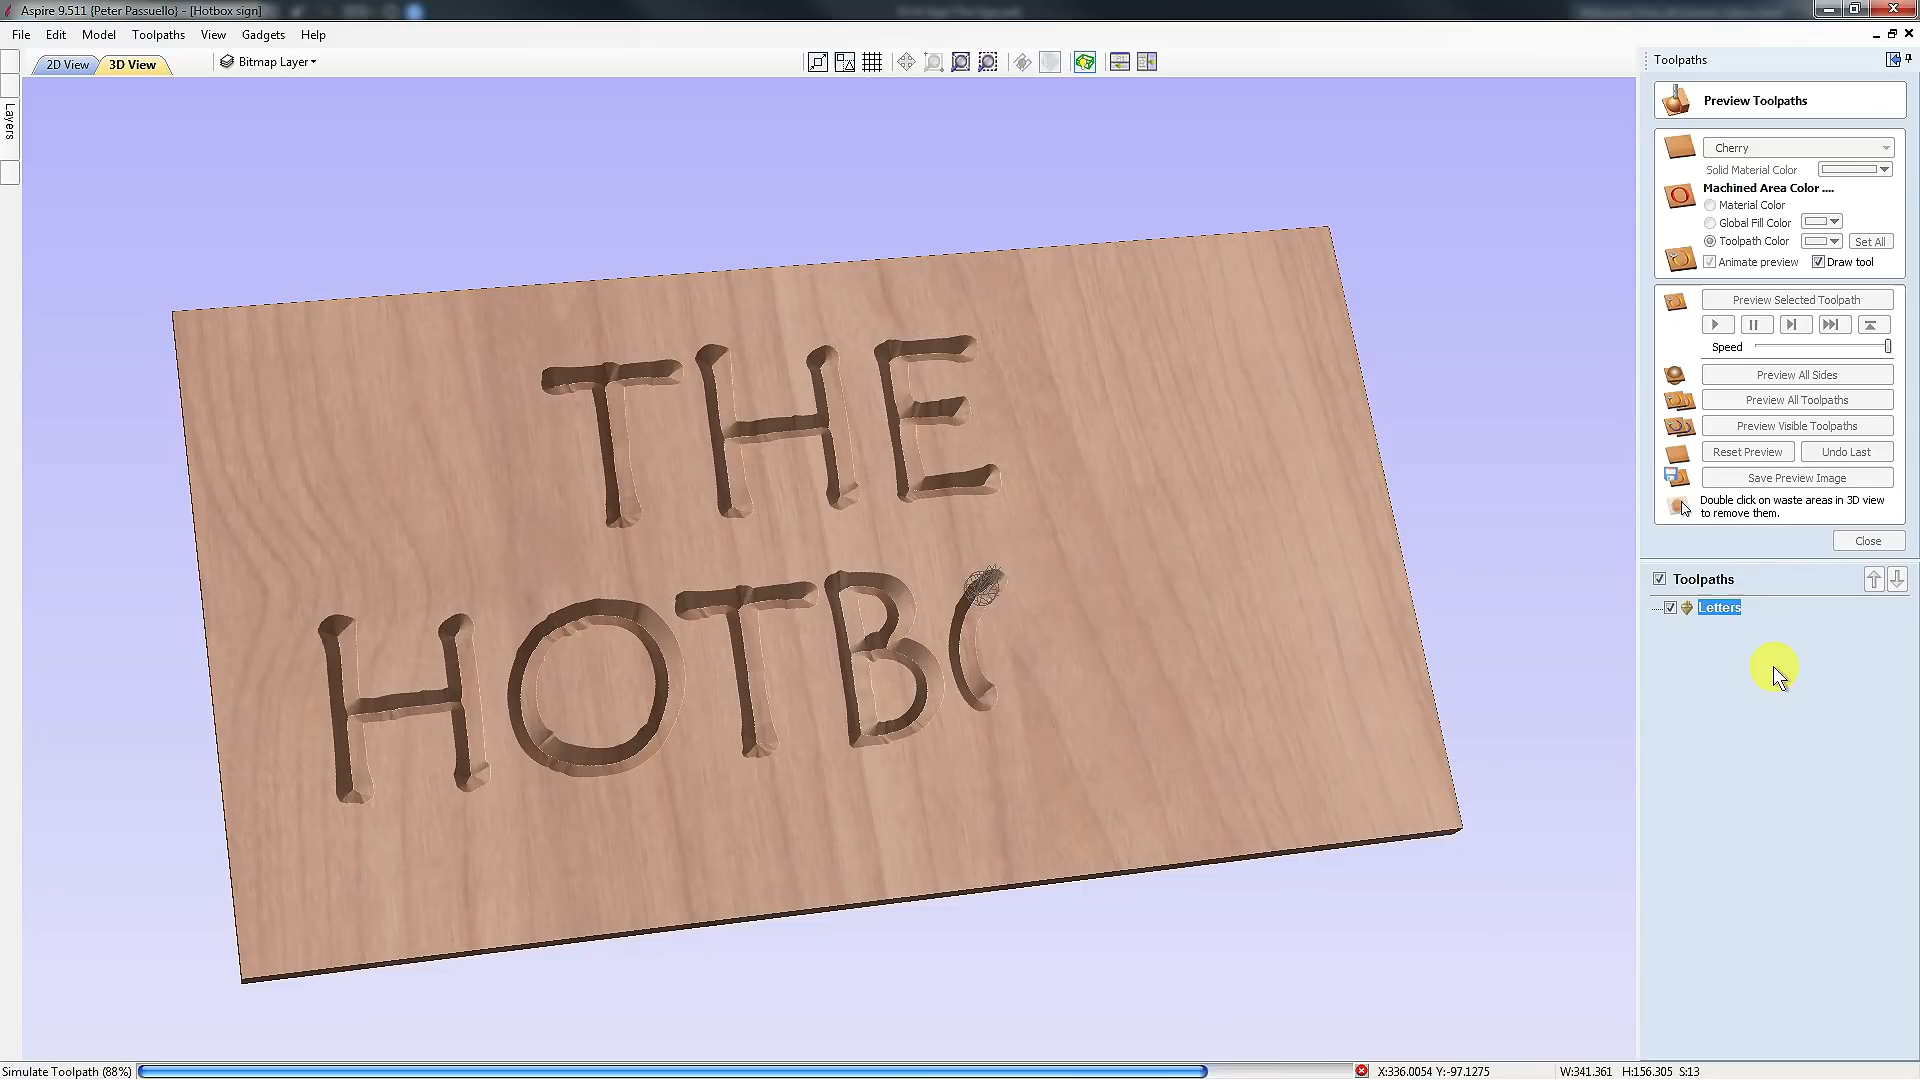 Aspire 9.511 {Peter Passuello} - [Hotbox sign]
File Edit Model Toolpaths View Gadgets Help
2D View 3D View Bitmap Layer
Layers
THE
HOTB
Toolpaths
Preview Toolpaths
Cherry
Solid Material Color
Machined Area Color ....
Material Color
Global Fill Color
Toolpath Color Set All
Animate preview Draw tool
Preview Selected Toolpath
Speed
Preview All Sides
Preview All Toolpaths
Preview Visible Toolpaths
Reset Preview Undo Last
Save Preview Image
Double click on waste areas in 3D view
to remove them.
Close
Toolpaths
Letters
Simulate Toolpath (88%) X:336.0054 Y:-97.1275 W:341.361 H:156.305 S:13